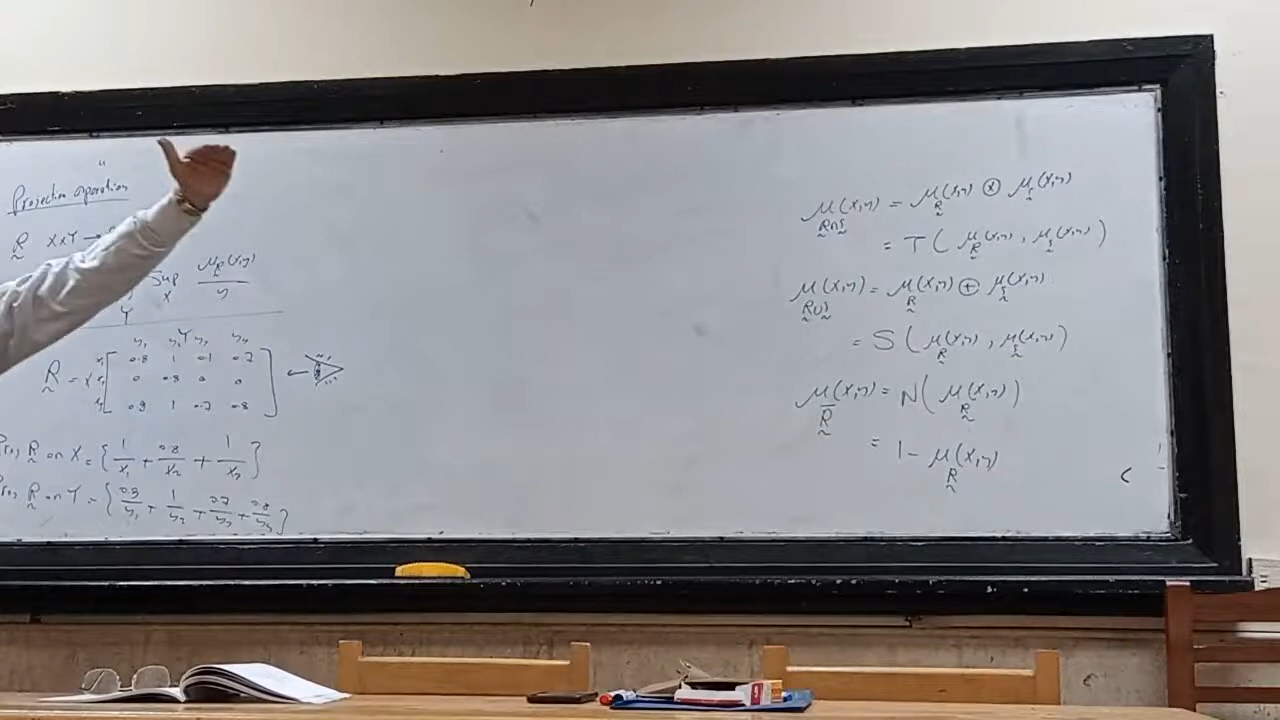 Projection operation
R X x Y →
Sup μR(x,y)
x y
Y
y1 y2 Y y3 y4
x1 0.8 1 0.1 0.2
R = X x2 0 0.8 0 0
x3 0.9 1 0.7 0.8
Proj R on X = { 1/x1 + 0.8/x2 + 1/x3 }
Proj R on Y = { 0.9/y1 + 1/y2 + 0.7/y3 + 0.8/y4 }
μR∩S(x,y) = μR(x,y) ⊗ μS(x,y)
= T ( μR(x,y) , μS(x,y) )
μR∪S(x,y) = μR(x,y) ⊕ μS(x,y)
= S ( μR(x,y) , μS(x,y) )
μR̅(x,y) = N( μR(x,y) )
= 1 - μR(x,y)